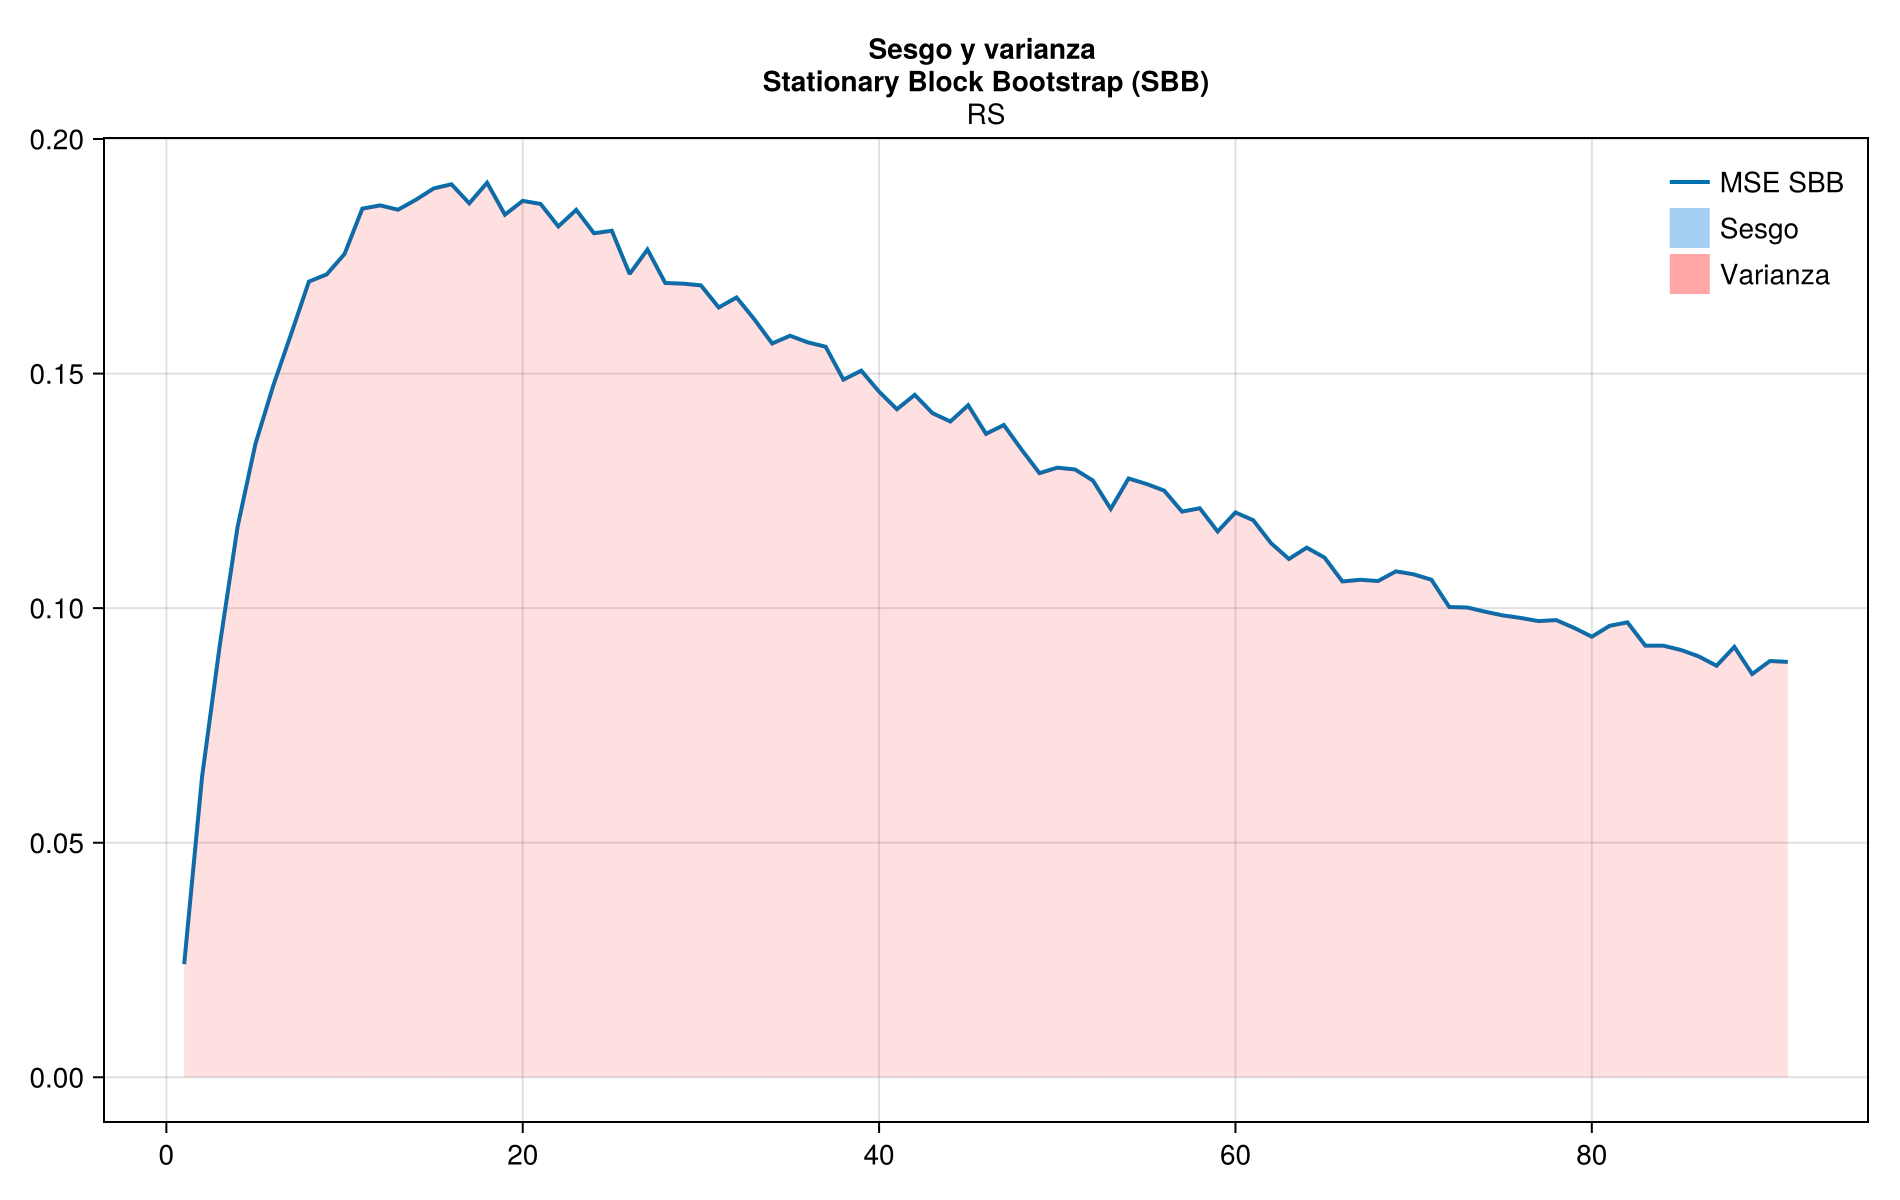 Sesgo y varianza
Stationary Block Bootstrap (SBB)
RS
0.20
0.15
0.10
0.05
0.00
0
20
40
60
80
MSE SBB
Sesgo
Varianza